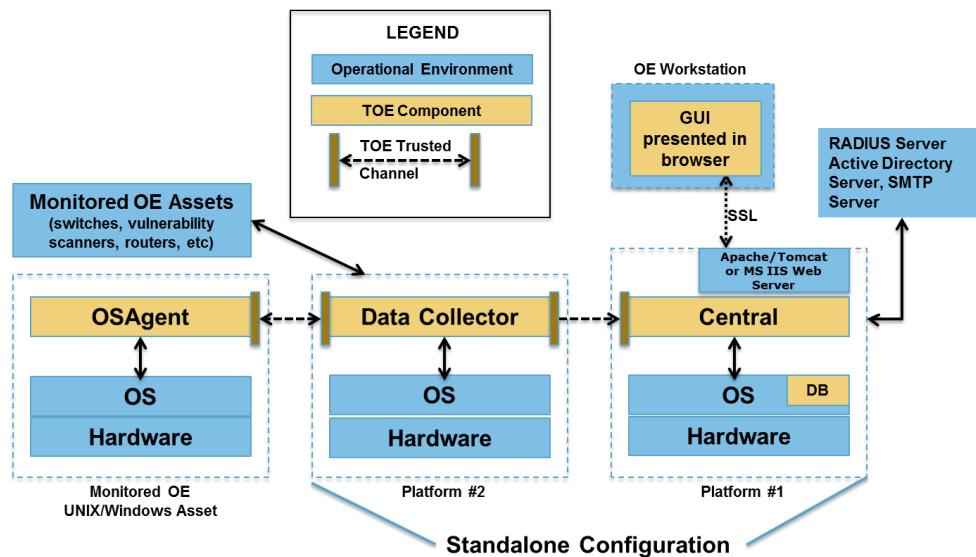 LEGEND
Operational Environment
TOE Component
TOE Trusted
Channel
OE Workstation
GUI
presented in
browser
SSL
RADIUS Server
Active Directory
Server, SMTP
Server
Monitored OE Assets
(switches, vulnerability
scanners, routers, etc)
Apache/Tomcat
or MS IIS Web
Server
OSAgent
Data Collector
Central
OS
OS
OS
DB
Hardware
Hardware
Hardware
Monitored OE
UNIX/Windows Asset
Platform #2
Platform #1
Standalone Configuration